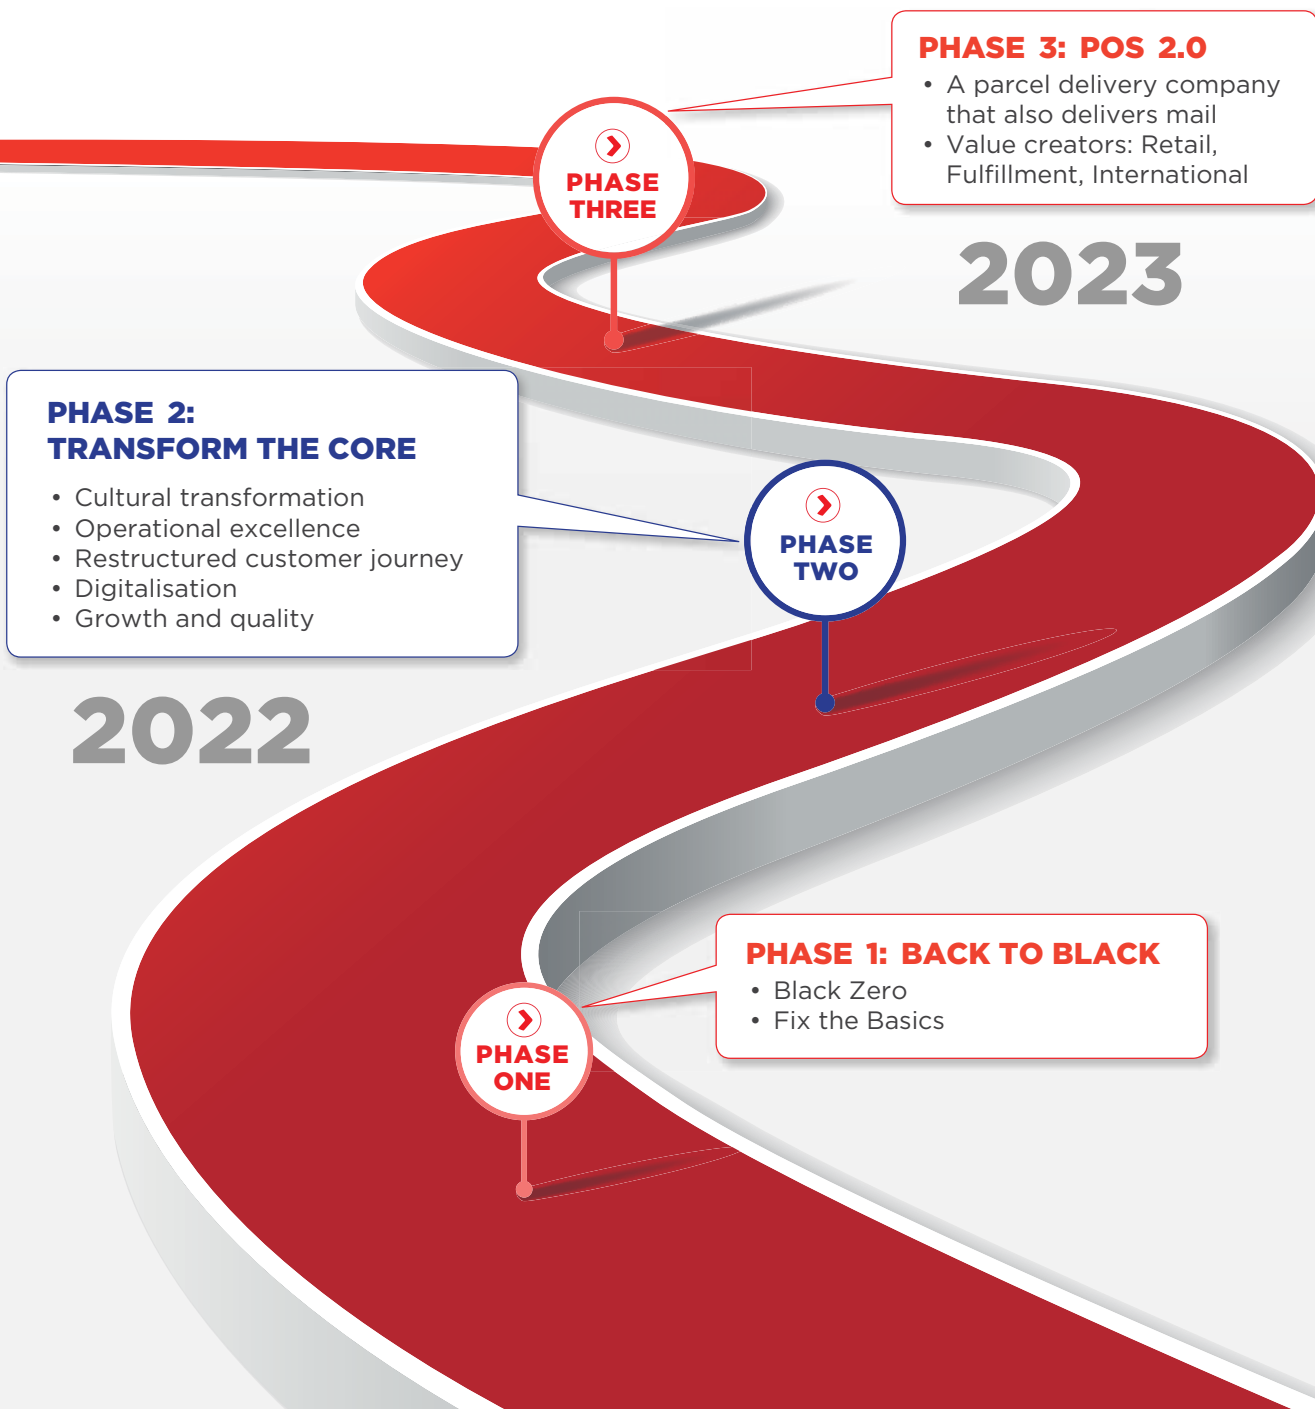 PHASE 3: POS 2.0
• A parcel delivery company
that also delivers mail
• Value creators: Retail,
Fulfillment, International
PHASE
THREE
2023
PHASE 2:
TRANSFORM THE CORE
• Cultural transformation
• Operational excellence
• Restructured customer journey
• Digitalisation
• Growth and quality
PHASE
TWO
2022
PHASE 1: BACK TO BLACK
• Black Zero
• Fix the Basics
PHASE
ONE